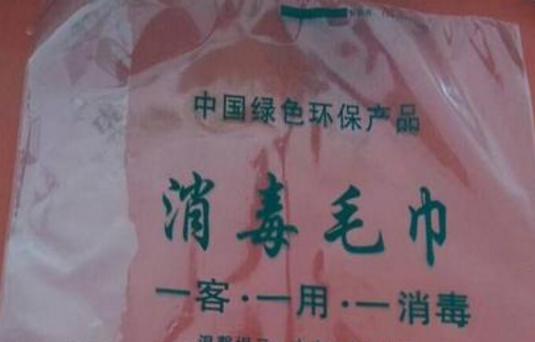 中国绿色环保产品
消毒毛巾
一客·一用·一消毒